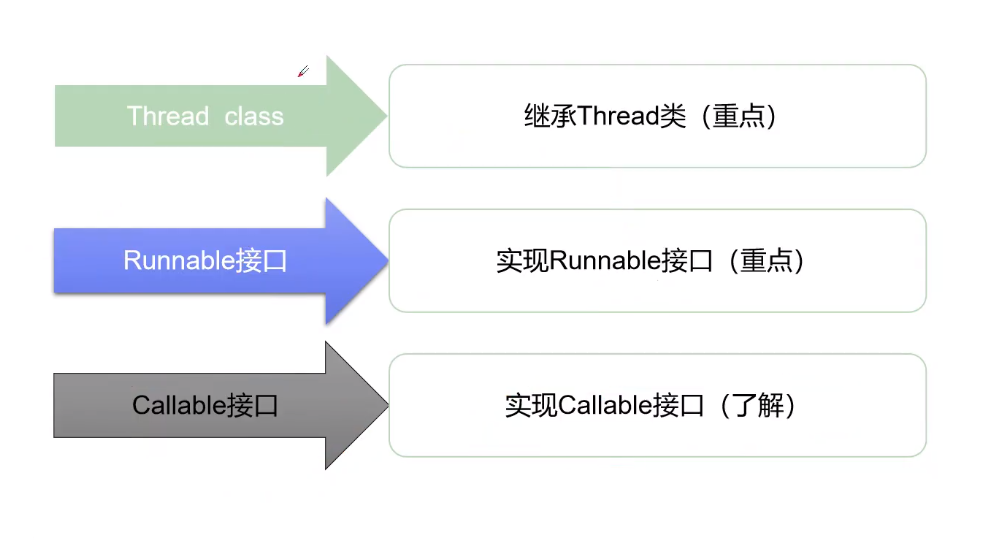 Thread class
继承Thread类（重点）
Runnable接口
实现Runnable接口（重点）
Callable接口
实现Callable接口（了解）